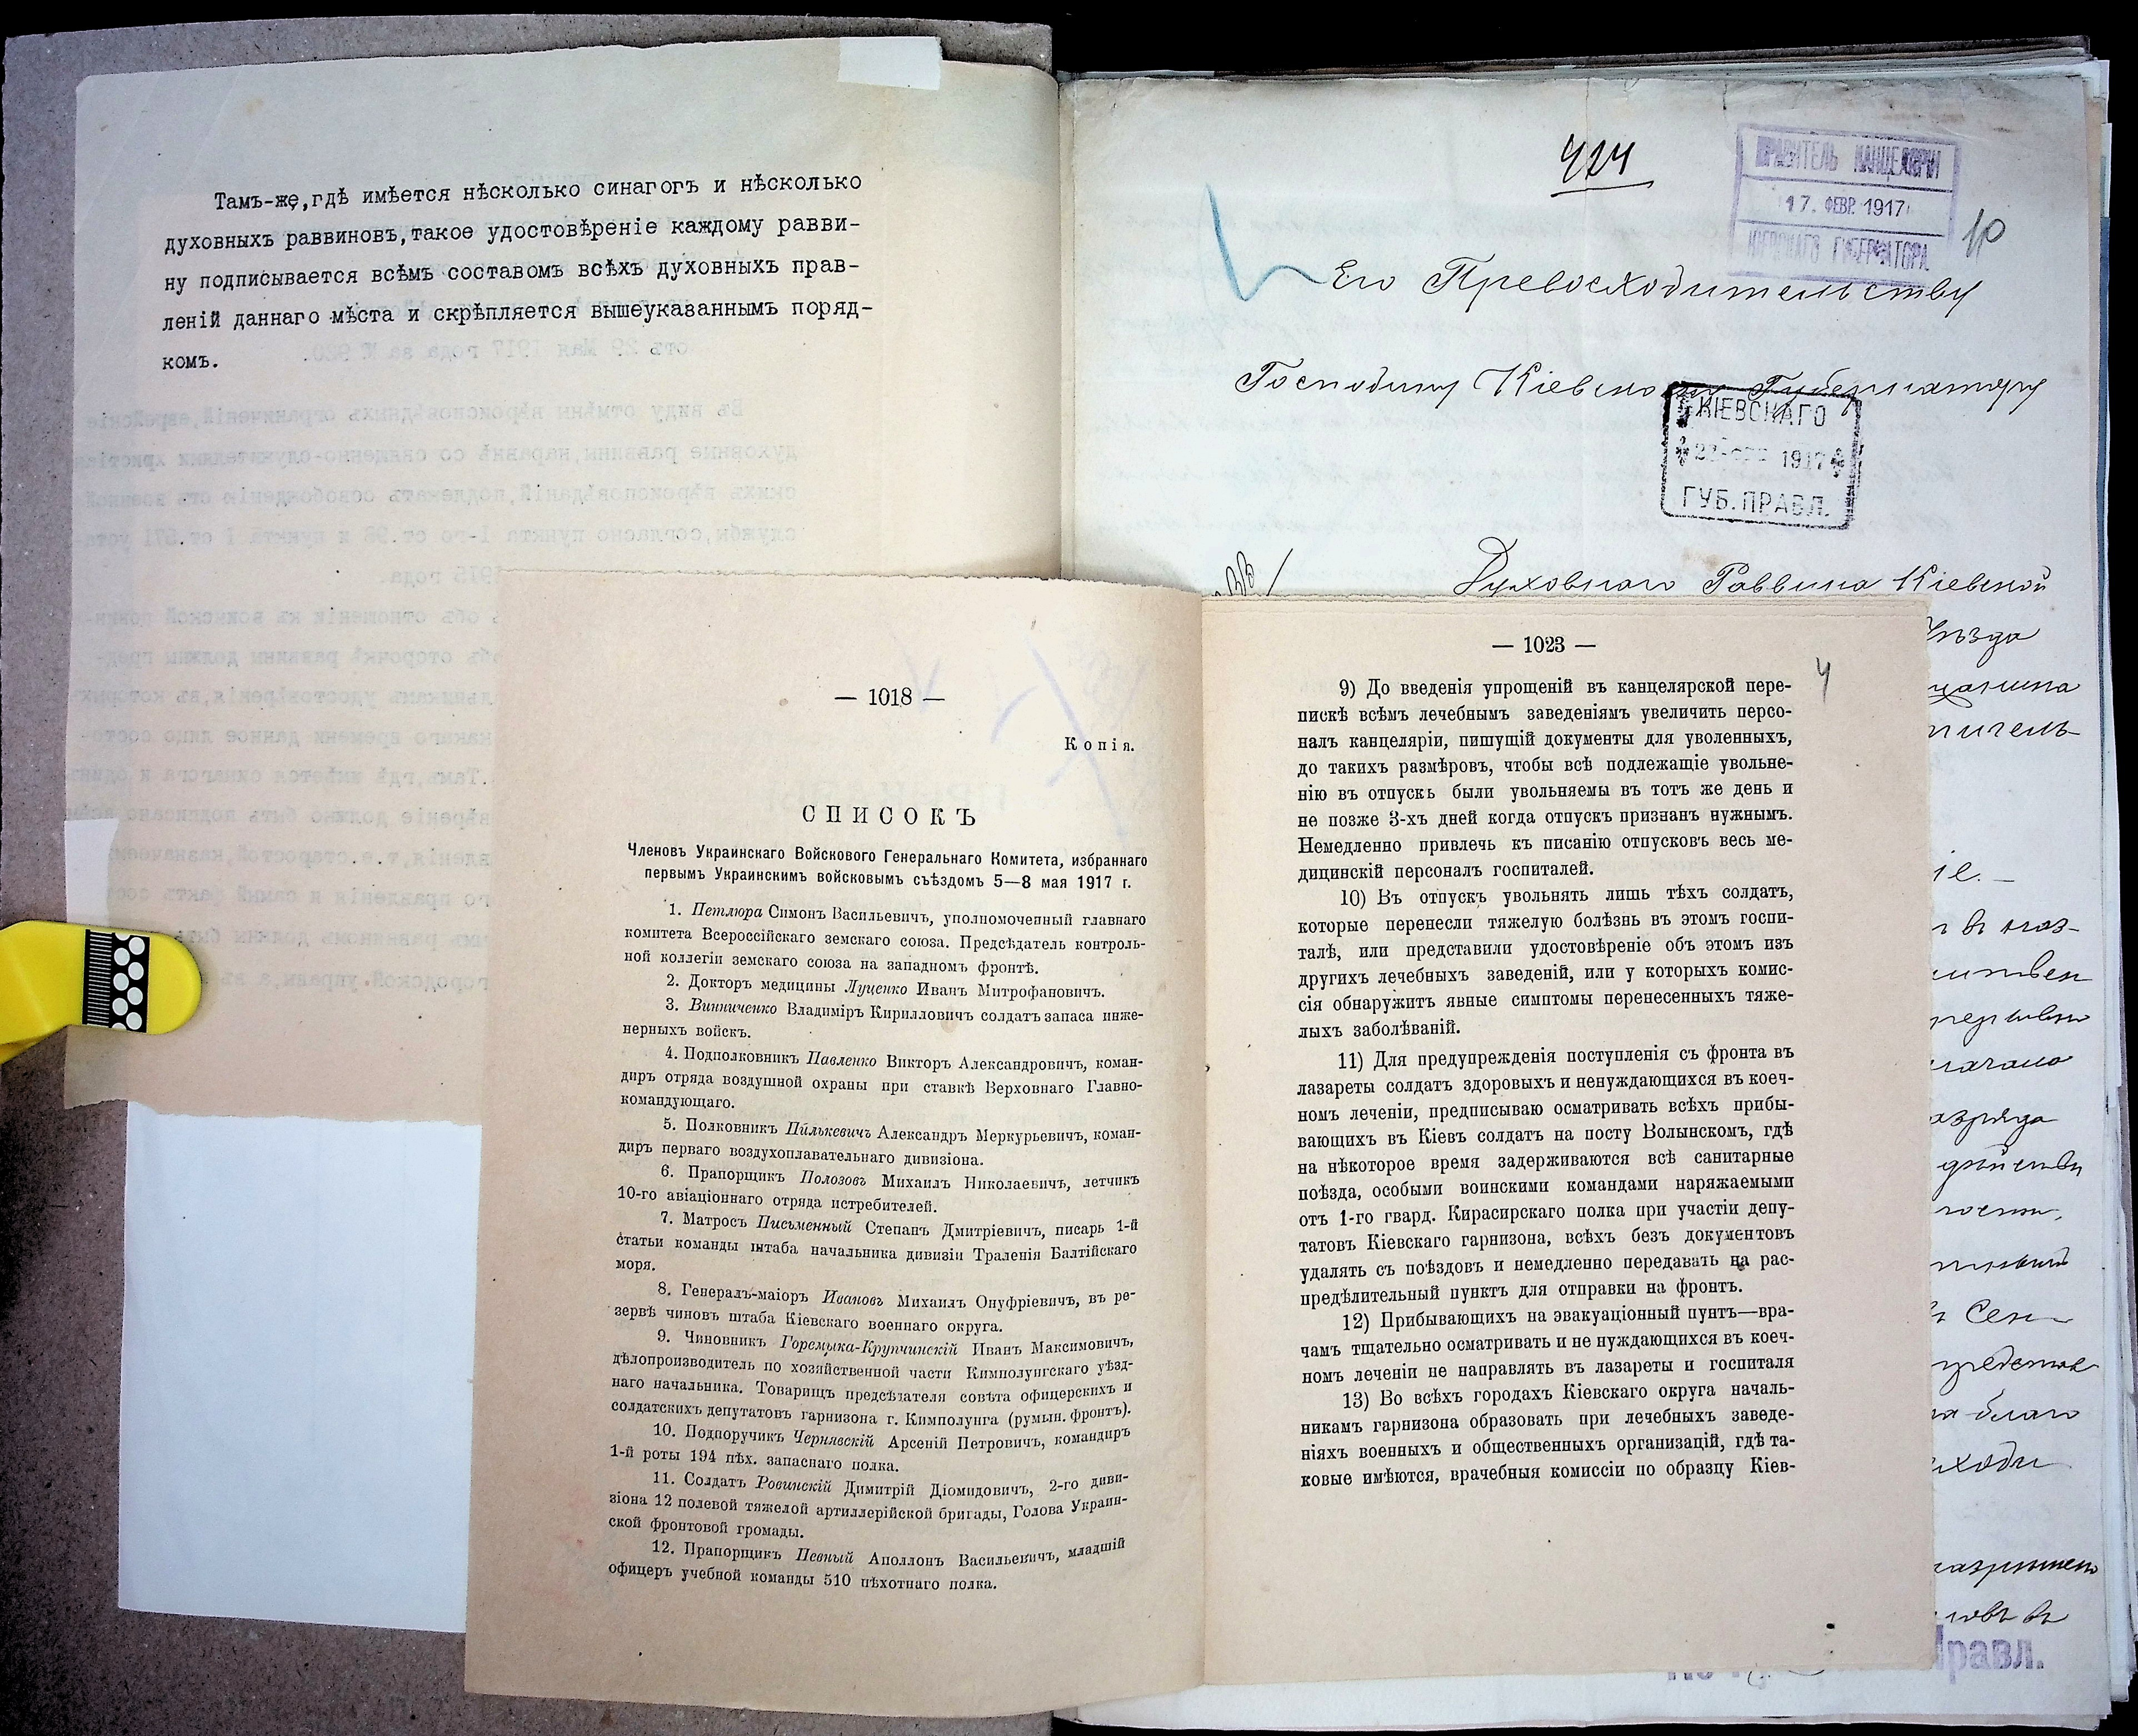 Тамъ-же,гдѣ имѣется нѣсколько синагогъ и нѣсколько
духовныхъ раввиновъ,такое удостовѣреніе каждому равви-
ну подписывается всѣмъ составомъ всѣхъ духовныхъ прав-
леній даннаго мѣста и скрѣпляется вышеуказаннымъ поряд-
комъ.
424
ПРАВИТЕЛЬ КАНЦЕЛЯРІИ
17. ФЕВР. 1917
КІЕВСКАГО ГУБЕРНАТОРА
10
Его Превосходительству
Господину Кіевскому Губернатору
КІЕВСКАГО
1917
ГУБ. ПРАВЛ.
Духовнаго Раввина Кіевской
уѣзда
іе. —
разряда
Правл.
— 1018 —
Копія.
СПИСОКЪ
Членовъ Украинскаго Войскового Генеральнаго Комитета, избраннаго
первымъ Украинскимъ войсковымъ съѣздомъ 5—8 мая 1917 г.
1. Петлюра Симонъ Васильевичъ, уполномоченный главнаго
комитета Всероссійскаго земскаго союза. Предсѣдатель контроль-
ной коллегіи земскаго союза на западномъ фронтѣ.
2. Докторъ медицины Луценко Иванъ Митрофановичъ.
3. Винниченко Владиміръ Кирилловичъ солдатъ запаса инже-
нерныхъ войскъ.
4. Подполковникъ Павленко Викторъ Александровичъ, коман-
диръ отряда воздушной охраны при ставкѣ Верховнаго Главно-
командующаго.
5. Полковникъ Пилькевичъ Александръ Меркурьевичъ, коман-
диръ перваго воздухоплавательнаго дивизіона.
6. Прапорщикъ Полозовъ Михаилъ Николаевичъ, летчикъ
10-го авіаціоннаго отряда истребителей.
7. Матросъ Письменный Степанъ Дмитріевичъ, писарь 1-й
статьи команды штаба начальника дивизіи Траленія Балтійскаго
моря.
8. Генералъ-маіоръ Ивановъ Михаилъ Онуфріевичъ, въ ре-
зервѣ чиновъ штаба Кіевскаго военнаго округа.
9. Чиновникъ Горемыка-Крупчинскій Иванъ Максимовичъ,
дѣлопроизводитель по хозяйственной части Кимполунгскаго уѣзд-
наго начальника. Товарищъ предсѣдателя совѣта офицерскихъ и
солдатскихъ депутатовъ гарнизона г. Кимполунга (румын. фронтъ).
10. Подпоручикъ Чернявскій Арсеній Петровичъ, командиръ
1-й роты 194 пѣх. запаснаго полка.
11. Солдатъ Ровинскій Димитрій Діомидовичъ, 2-го диви-
зіона 12 полевой тяжелой артиллерійской бригады, Голова Украин-
ской фронтовой громады.
12. Прапорщикъ Певный Аполлонъ Васильевичъ, младшій
офицеръ учебной команды 510 пѣхотнаго полка.
— 1023 —
4
9) До введенія упрощеній въ канцелярской пере-
пискѣ всѣмъ лечебнымъ заведеніямъ увеличить персо-
налъ канцеляріи, пишущій документы для уволенныхъ,
до такихъ размѣровъ, чтобы всѣ подлежащіе увольне-
нію въ отпускъ были увольняемы въ тотъ же день и
не позже 3-хъ дней когда отпускъ признанъ нужнымъ.
Немедленно привлечь къ писанію отпусковъ весь ме-
дицинскій персоналъ госпиталей.
10) Въ отпускъ увольнять лишь тѣхъ солдатъ,
которые перенесли тяжелую болѣзнь въ этомъ госпи-
талѣ, или представили удостовѣреніе объ этомъ изъ
другихъ лечебныхъ заведеній, или у которыхъ комис-
сія обнаружитъ явные симптомы перенесенныхъ тяже-
лыхъ заболѣваній.
11) Для предупрежденія поступленія съ фронта въ
лазареты солдатъ здоровыхъ и ненуждающихся въ коеч-
номъ леченіи, предписываю осматривать всѣхъ прибы-
вающихъ въ Кіевъ солдатъ на посту Волынскомъ, гдѣ
на нѣкоторое время задерживаются всѣ санитарные
поѣзда, особыми воинскими командами наряжаемыми
отъ 1-го гвард. Кирасирскаго полка при участіи депу-
татовъ Кіевскаго гарнизона, всѣхъ безъ документовъ
удалять съ поѣздовъ и немедленно передавать на рас-
предѣлительный пунктъ для отправки на фронтъ.
12) Прибывающихъ на эвакуаціонный пунтъ—вра-
чамъ тщательно осматривать и не нуждающихся въ коеч-
номъ леченіи не направлять въ лазареты и госпиталя
13) Во всѣхъ городахъ Кіевскаго округа началь-
никамъ гарнизона образовать при лечебныхъ заведе-
ніяхъ военныхъ и общественныхъ организацій, гдѣ та-
ковые имѣются, врачебныя комиссіи по образцу Кіев-